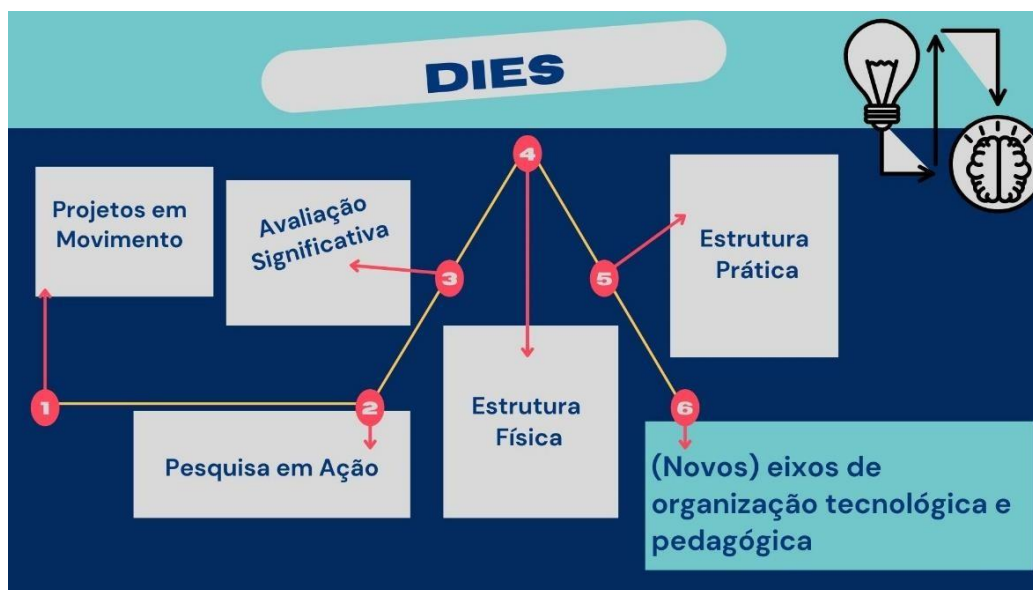 DIES
1
Projetos em
Movimento
2
Pesquisa em Ação
3
Avaliação
Significativa
4
Estrutura
Física
5
Estrutura
Prática
6
(Novos) eixos de
organização tecnológica e
pedagógica